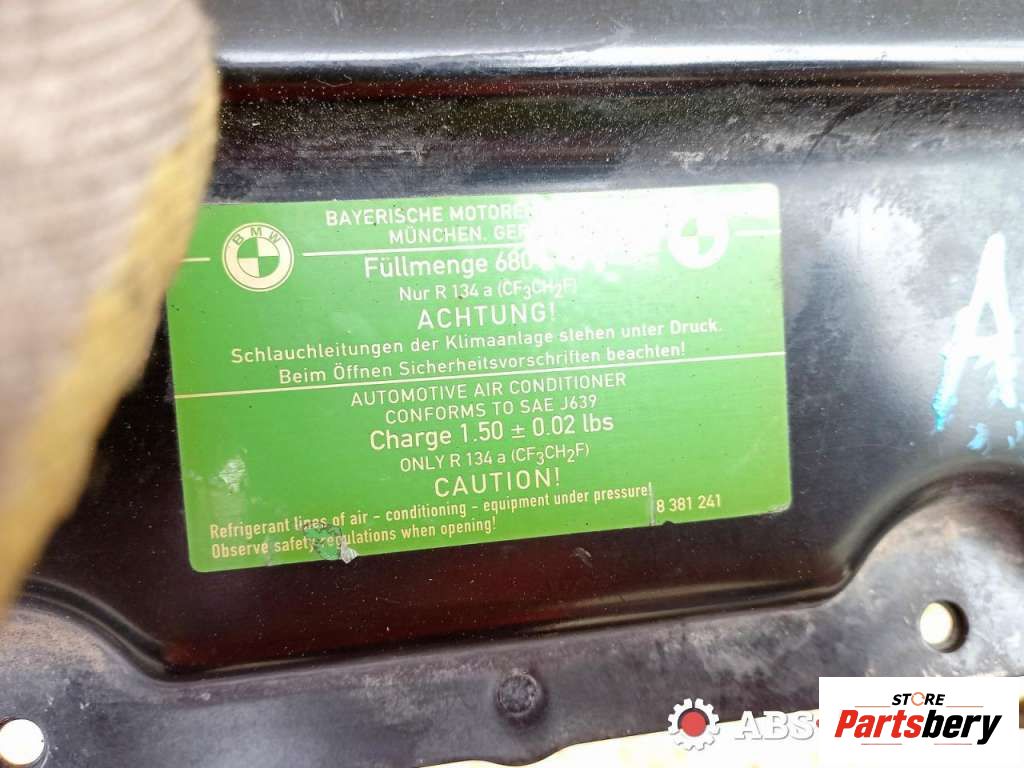 BMW
BAYERISCHE
MÜNCHEN.
Füllmenge 680
Nur R 134 a (CF3CH2F)
ACHTUNG!
Schlauchleitungen der Klimaanlage stehen unter Druck.
Beim Öffnen Sicherheitsvorschriften beachten!
AUTOMOTIVE AIR CONDITIONER
CONFORMS TO SAE J639
Charge 1.50 ± 0.02 lbs
ONLY R 134 a (CF3CH2F)
CAUTION!
Refrigerant lines of air - conditioning - equipment under pressure!
Observe safety regulations when opening!
8 381 241
A
ABS
STORE
Partsbery